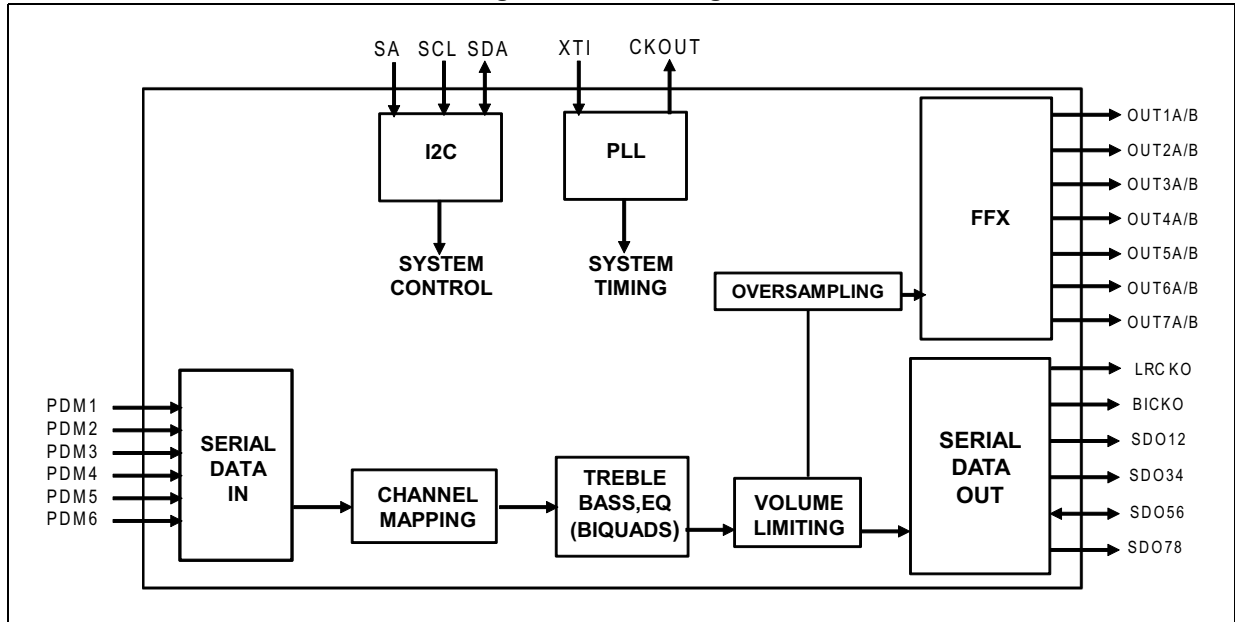 SA SCL SDA XTI CKOUT
I2C
PLL
SYSTEM
CONTROL
SYSTEM
TIMING
OVERSAMPLING
FFX
OUT1A/B
OUT2A/B
OUT3A/B
OUT4A/B
OUT5A/B
OUT6A/B
OUT7A/B
PDM1
PDM2
PDM3
PDM4
PDM5
PDM6
SERIAL
DATA
IN
CHANNEL
MAPPING
TREBLE
BASS,EQ
(BIQUADS)
VOLUME
LIMITING
SERIAL
DATA
OUT
LRCKO
BICKO
SDO12
SDO34
SDO56
SDO78